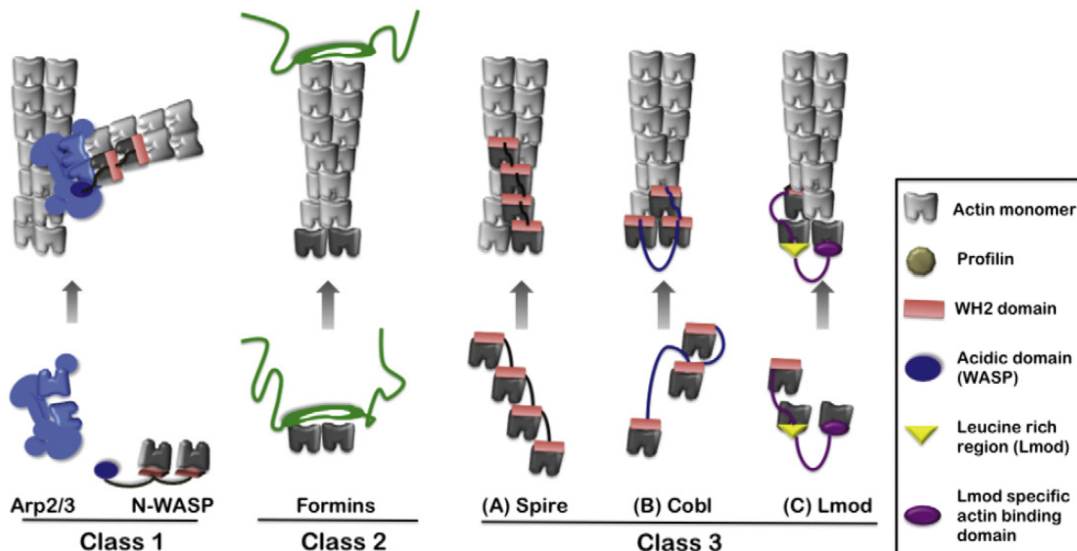 Arp2/3
N-WASP
Class 1
Formins
Class 2
(A) Spire
(B) Cobl
(C) Lmod
Class 3
Actin monomer
Profilin
WH2 domain
Acidic domain
(WASP)
Leucine rich
region (Lmod)
Lmod specific
actin binding
domain